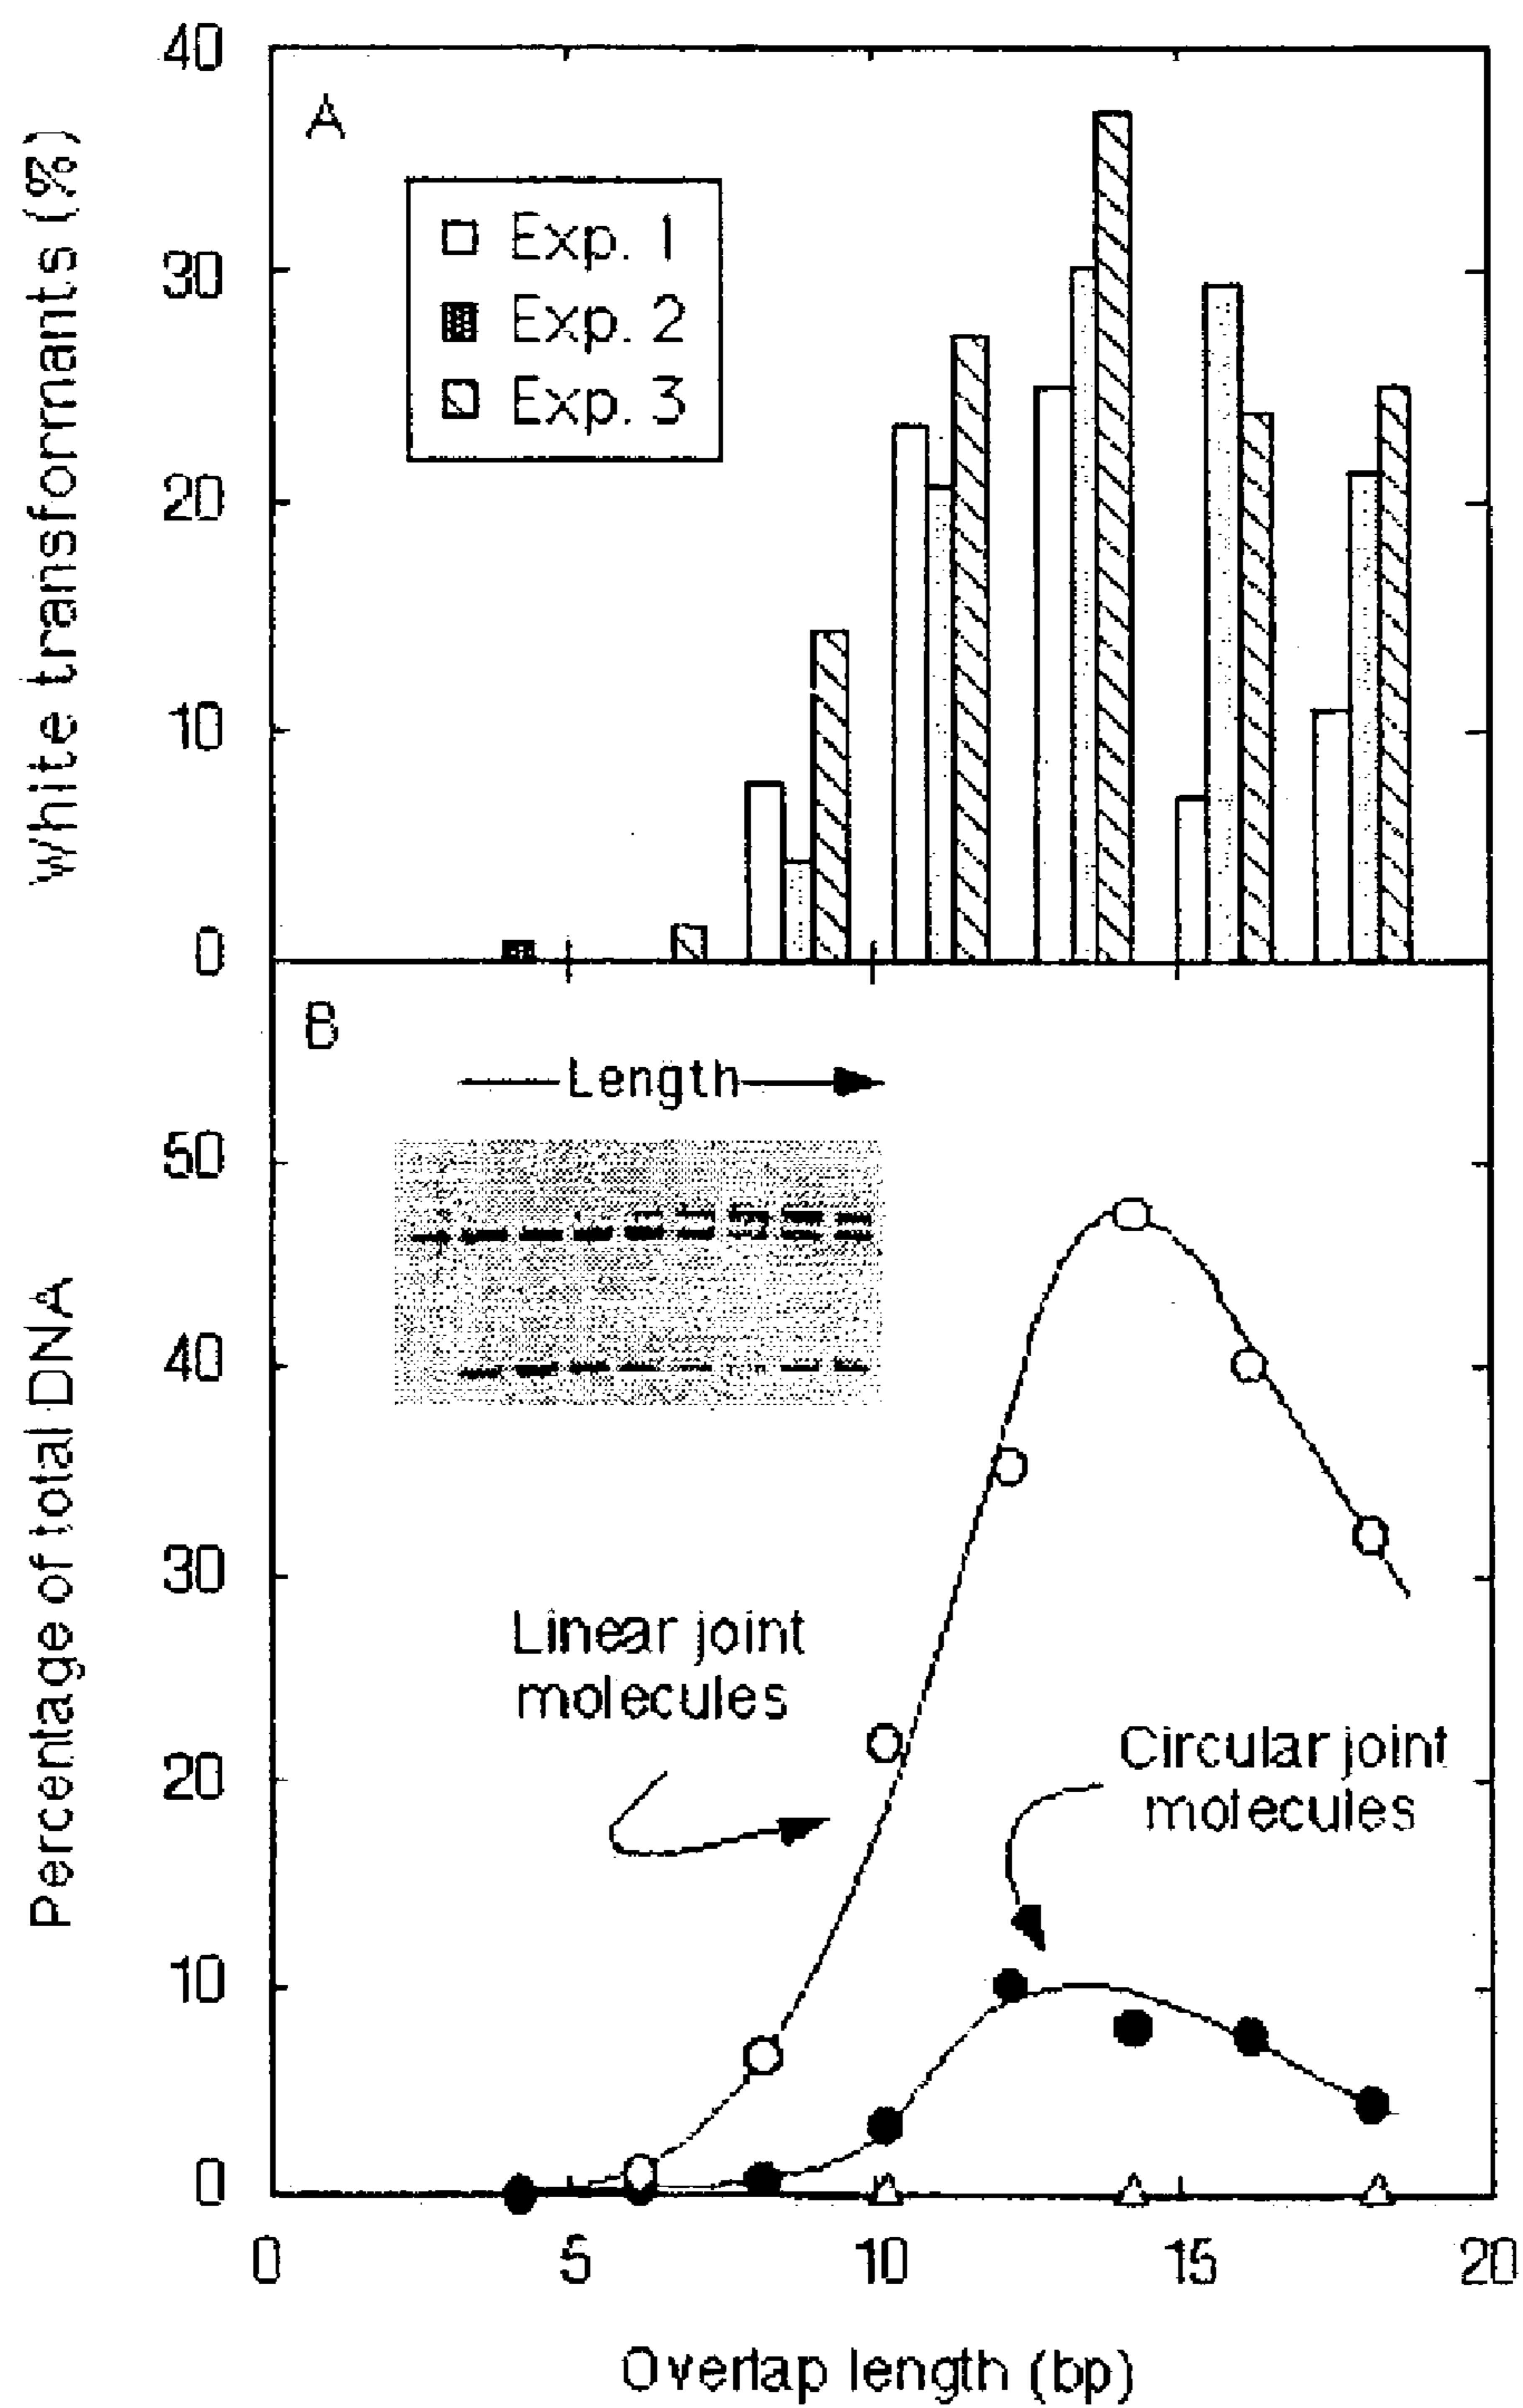 40
A
White transformants (%)
Exp. 1
Exp. 2
Exp. 3
30
20
10
0
B
Length
50
Percentage of total DNA
40
30
Linear joint
molecules
Circular joint
molecules
20
10
0
0 5 10 15 20
Overlap length (bp)